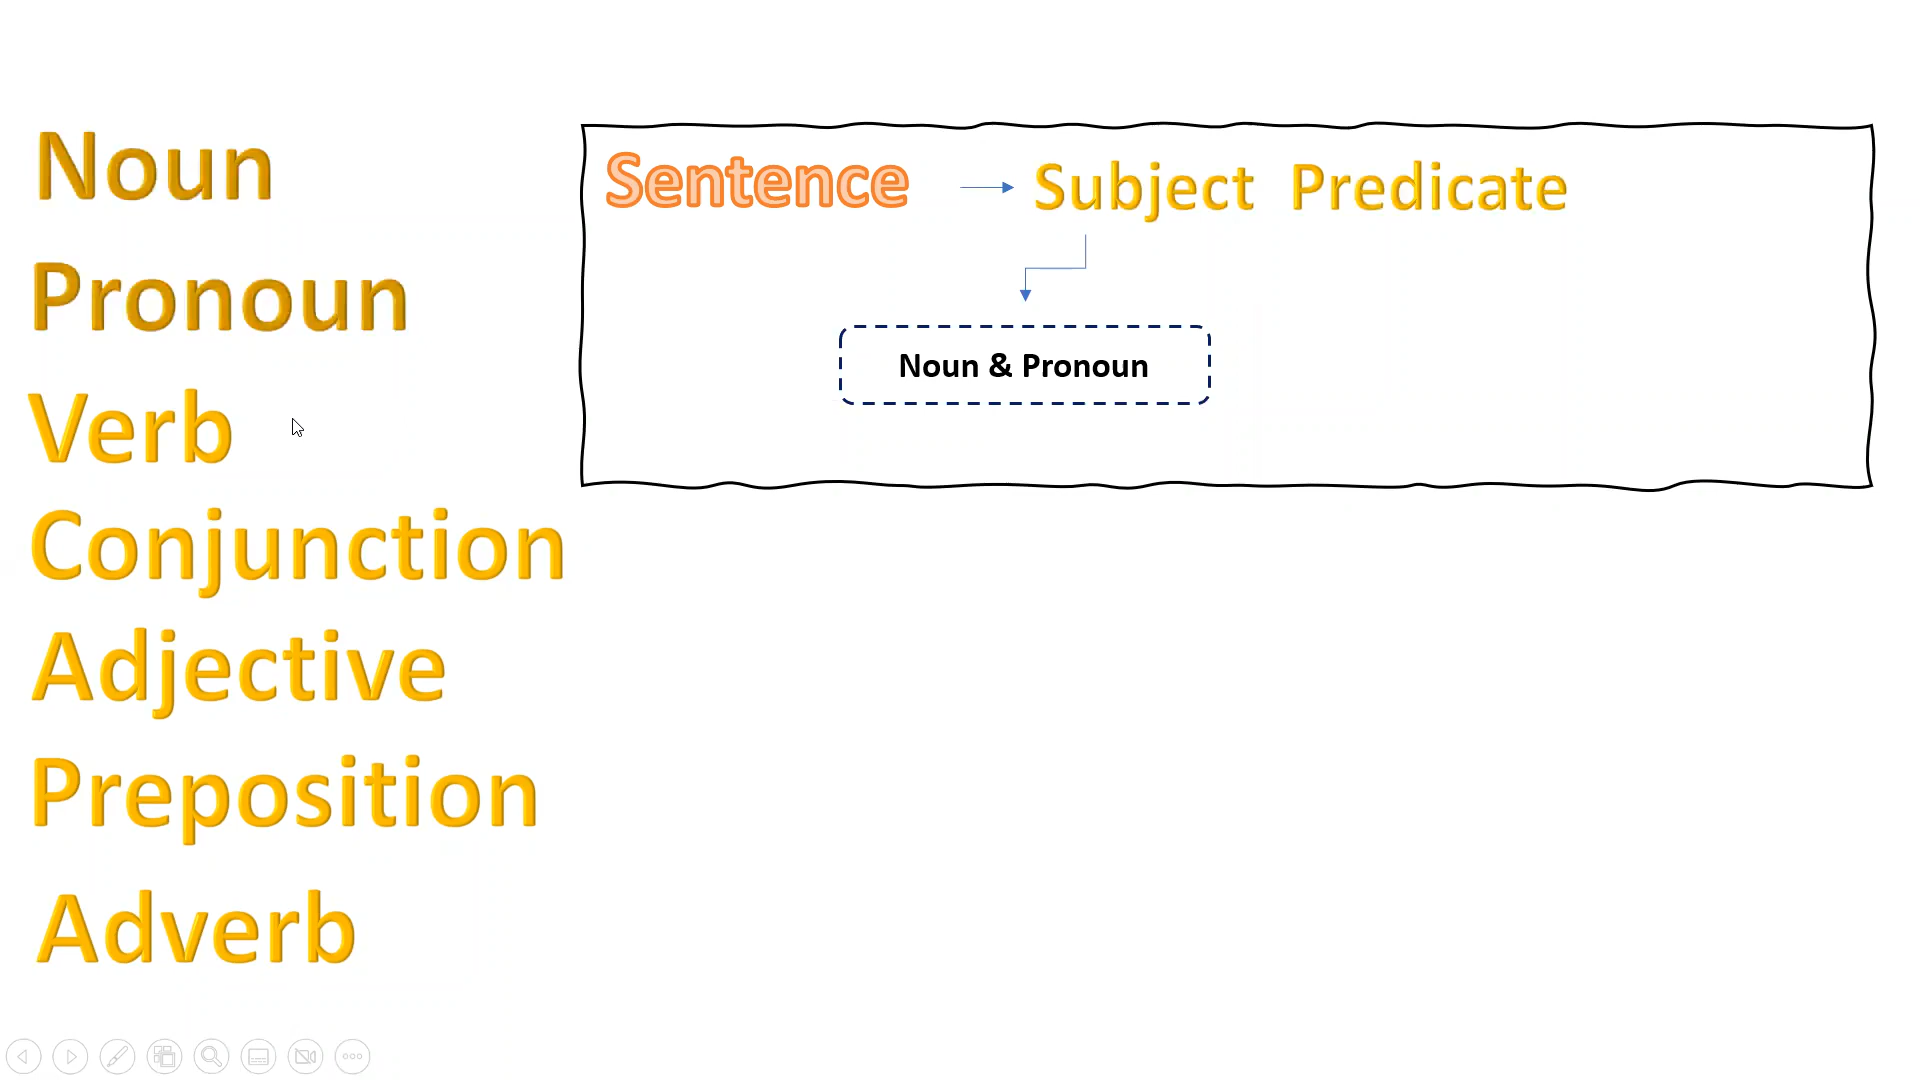 Noun
Pronoun
Verb
Conjunction
Adjective
Preposition
Adverb
Sentence
Subject Predicate
Noun & Pronoun